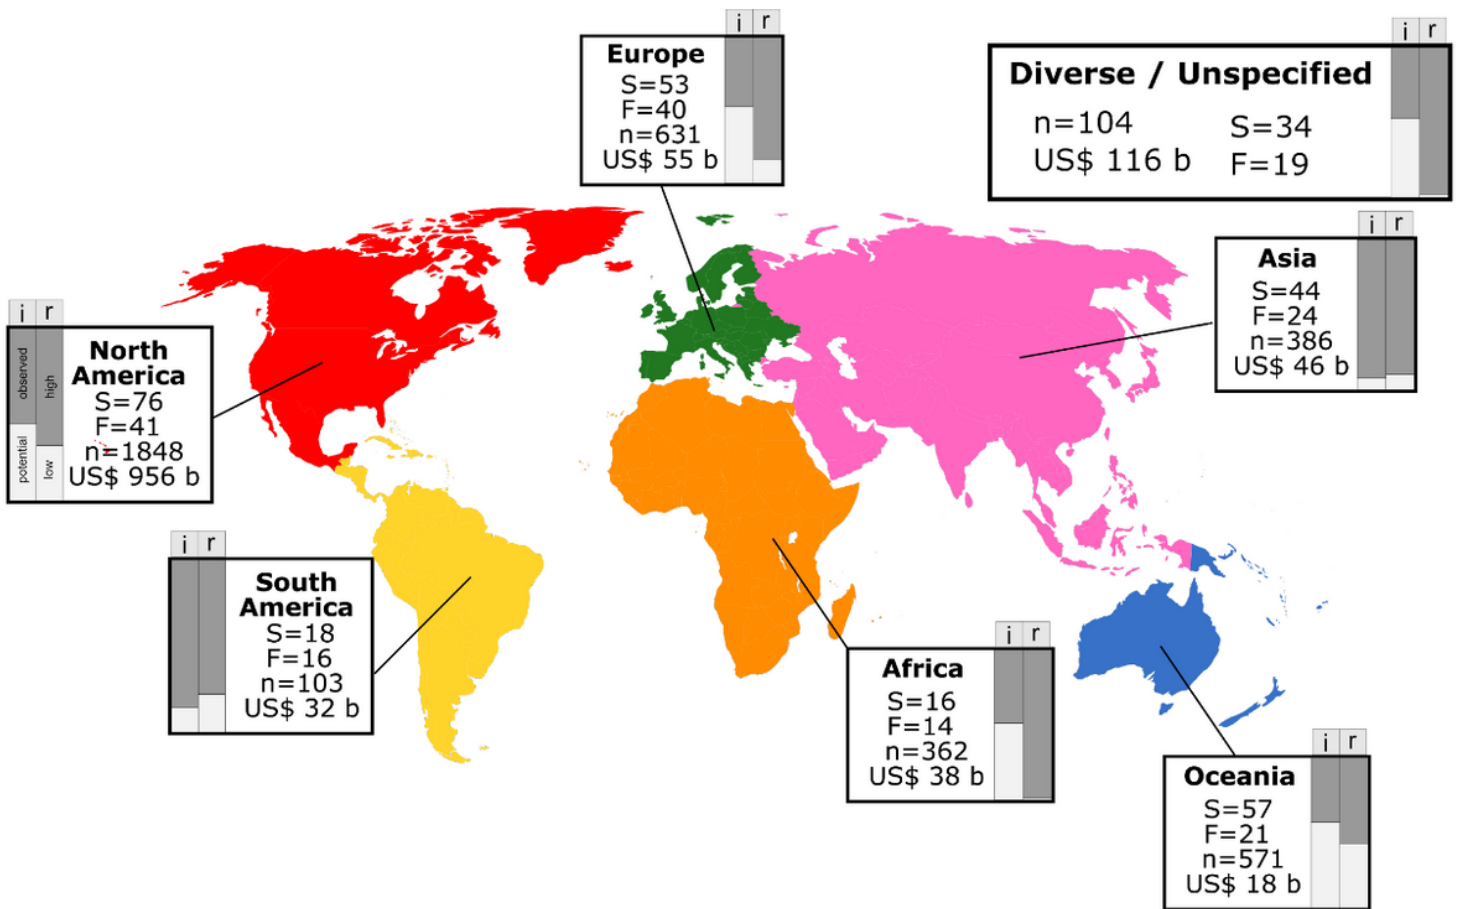 i r
Europe
S=53
F=40
n=631
US$ 55 b
i r
Diverse / Unspecified
n=104 S=34
US$ 116 b F=19
i r
Asia
S=44
F=24
n=386
US$ 46 b
i r
observed
high
potential
low
North
America
S=76
F=41
n=1848
US$ 956 b
i r
South
America
S=18
F=16
n=103
US$ 32 b
i r
Africa
S=16
F=14
n=362
US$ 38 b
i r
Oceania
S=57
F=21
n=571
US$ 18 b